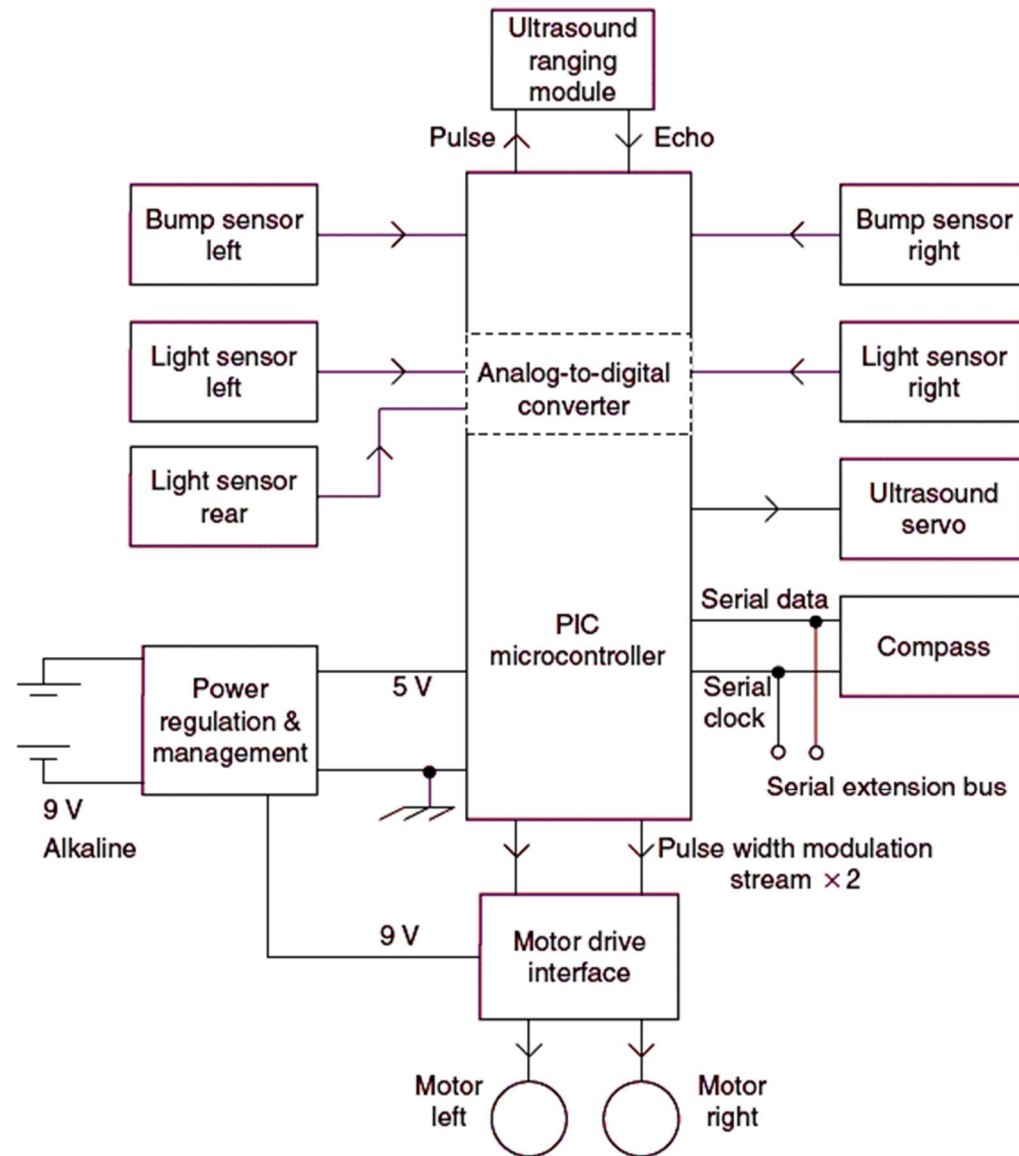 Ultrasound
ranging
module
Pulse
Echo
Bump sensor
left
Bump sensor
right
Light sensor
left
Analog-to-digital
converter
Light sensor
right
Light sensor
rear
Ultrasound
servo
Serial data
PIC
microcontroller
Compass
Serial
clock
Power
regulation &
management
5 V
Serial extension bus
9 V
Alkaline
Pulse width modulation
stream ×2
9 V
Motor drive
interface
Motor
left
Motor
right